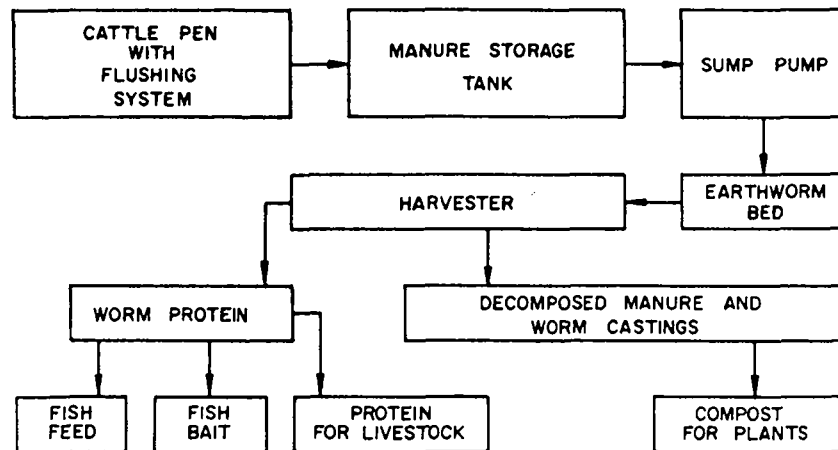 CATTLE PEN
WITH
FLUSHING
SYSTEM
MANURE STORAGE
TANK
SUMP PUMP
EARTHWORM
BED
HARVESTER
WORM PROTEIN
DECOMPOSED MANURE AND
WORM CASTINGS
FISH
FEED
FISH
BAIT
PROTEIN
FOR LIVESTOCK
COMPOST
FOR PLANTS